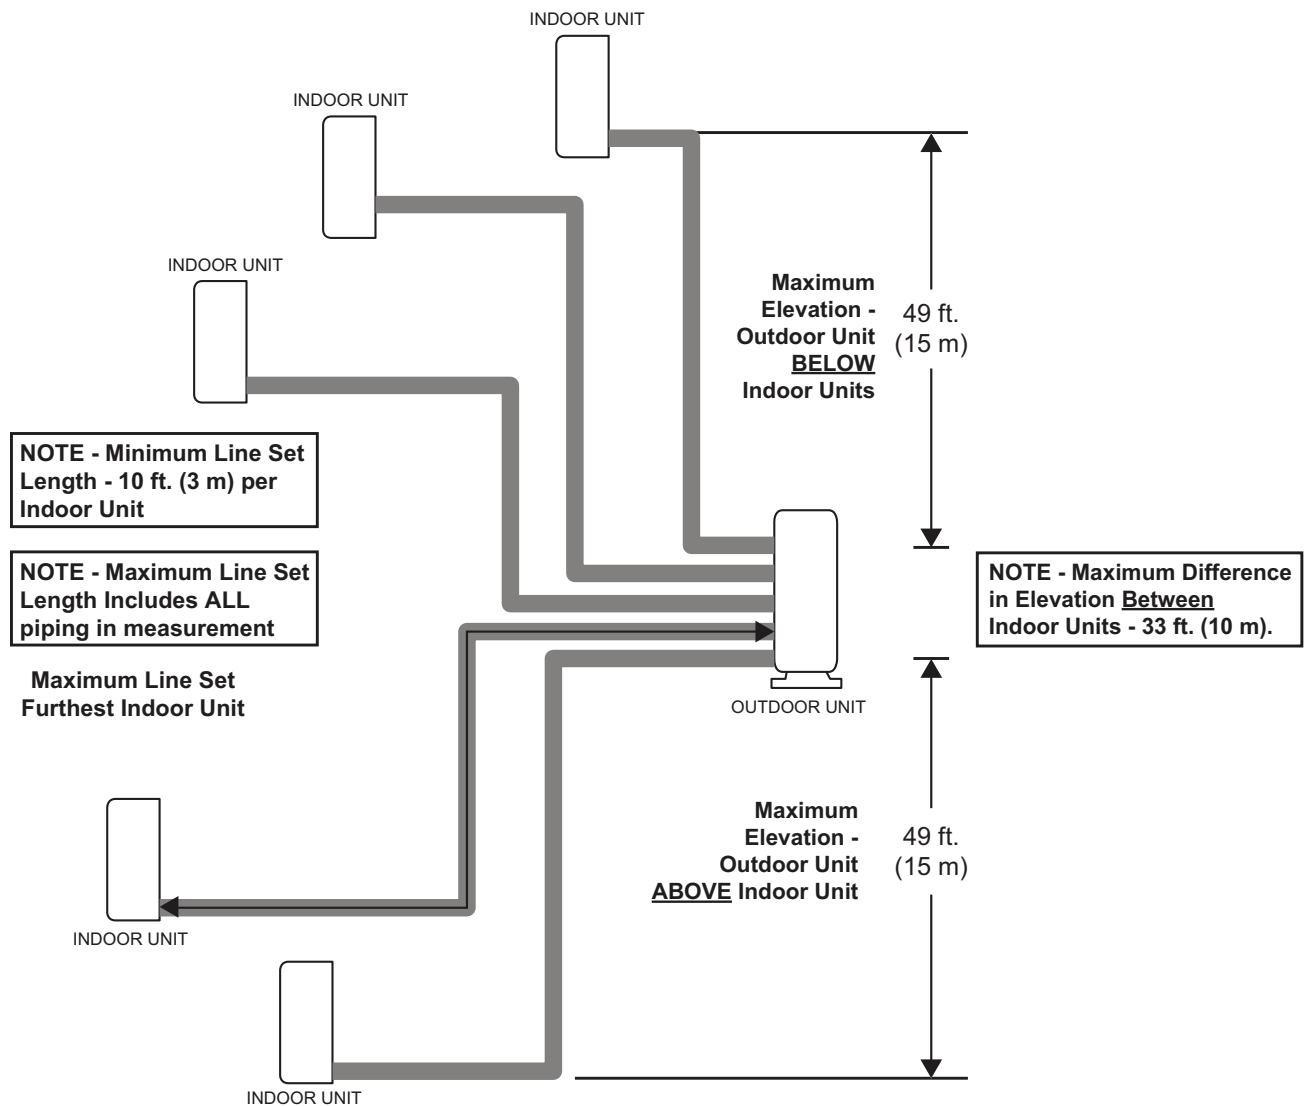 INDOOR UNIT
INDOOR UNIT
INDOOR UNIT
Maximum
Elevation -
Outdoor Unit
BELOW
Indoor Units
49 ft.
(15 m)
NOTE - Minimum Line Set
Length - 10 ft. (3 m) per
Indoor Unit
NOTE - Maximum Line Set
Length Includes ALL
piping in measurement
NOTE - Maximum Difference
in Elevation Between
Indoor Units - 33 ft. (10 m).
Maximum Line Set
Furthest Indoor Unit
OUTDOOR UNIT
Maximum
Elevation -
Outdoor Unit
ABOVE Indoor Unit
49 ft.
(15 m)
INDOOR UNIT
INDOOR UNIT